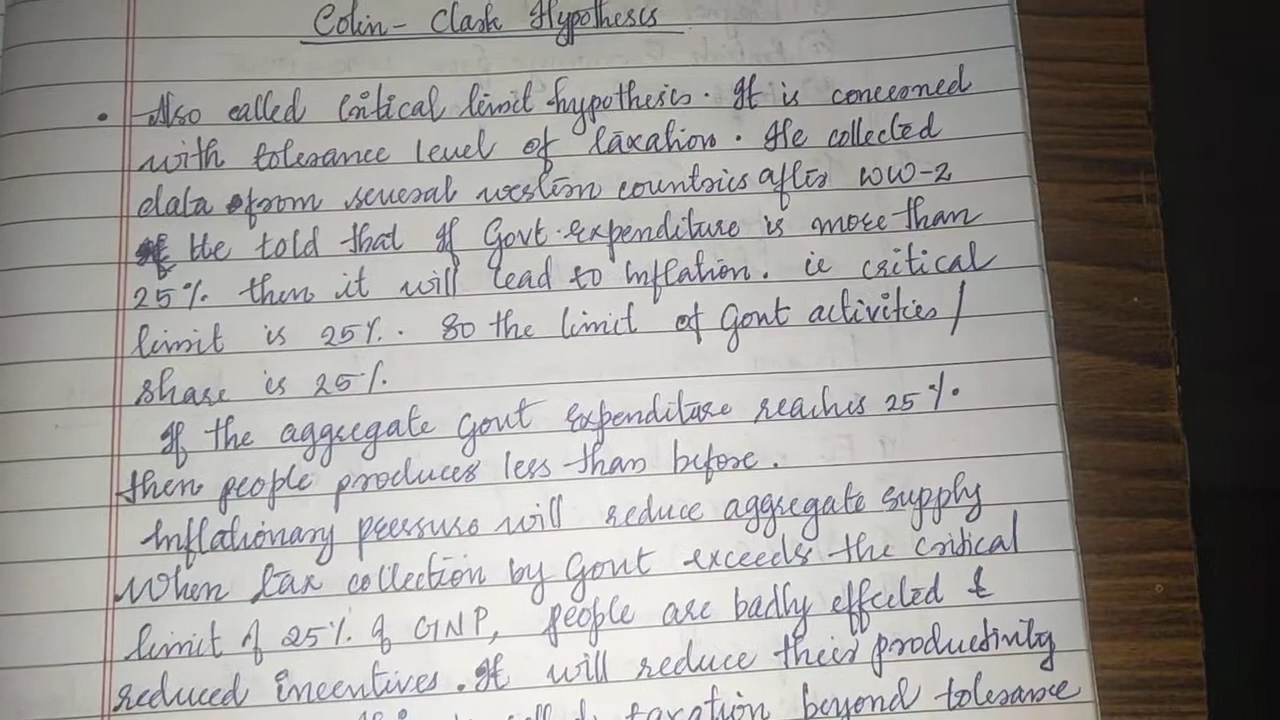 Colin- Clark Hypothesis
• Also called Critical limit hypothesis. It is concerned
with tolerance level of taxation. He collected
data from several western countries after WW-2
He told that if Govt. expenditure is more than
25% then it will lead to inflation. ie critical
limit is 25%. So the limit of Govt activities /
share is 25%.
If the aggregate Govt expenditure reaches 25%.
then people produces less than before.
Inflationary pressure will reduce aggregate supply
When tax collection by Govt exceeds the critical
limit of 25% of GNP, people are badly effected &
reduced incentives. It will reduce their productivity
taxation beyond tolerance